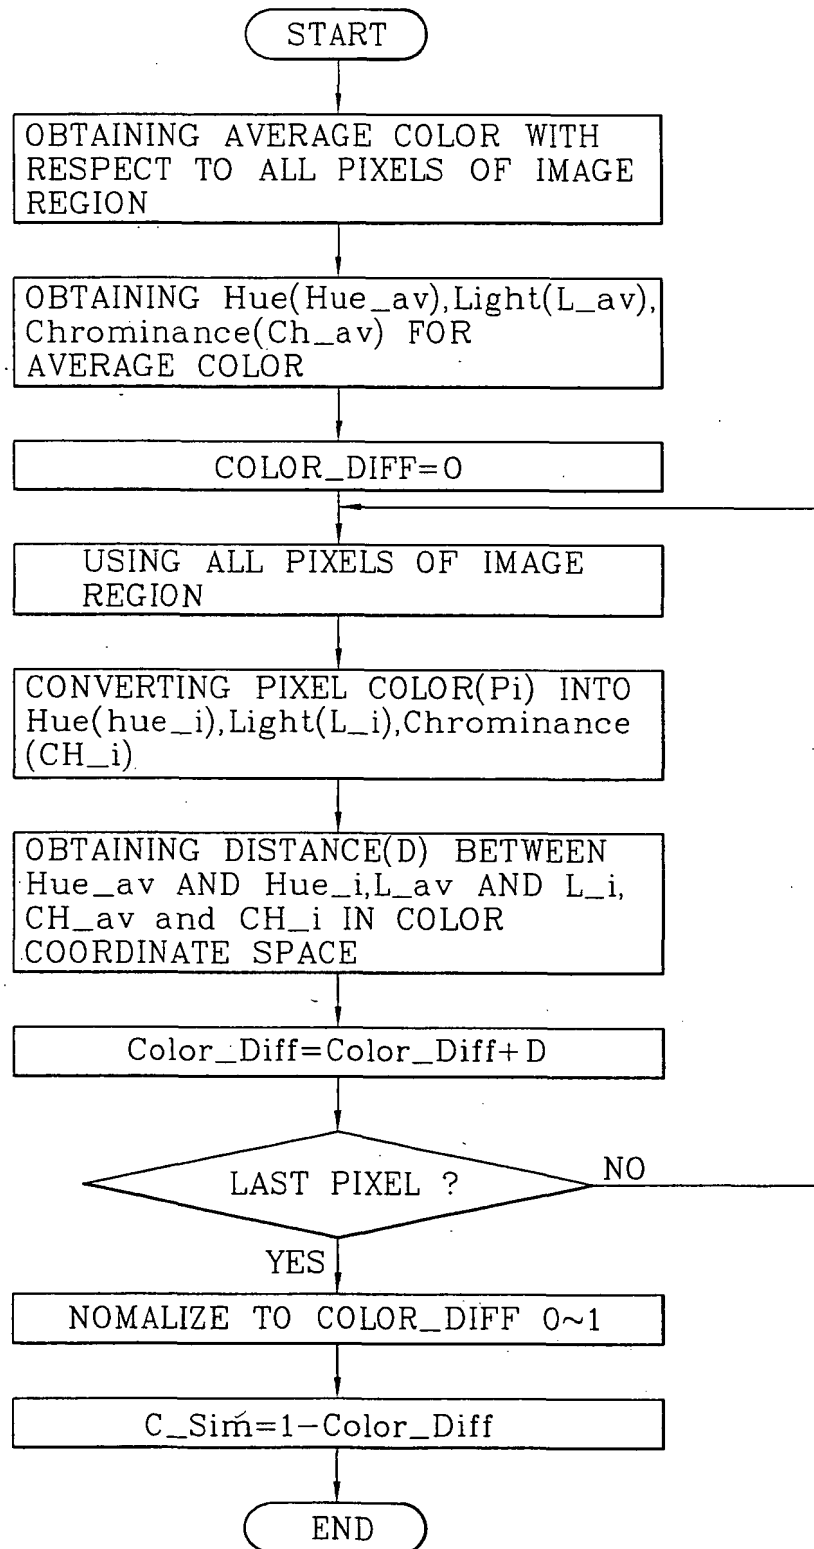 START
OBTAINING AVERAGE COLOR WITH
RESPECT TO ALL PIXELS OF IMAGE
REGION
OBTAINING Hue(Hue_av),Light(L_av),
Chrominance(Ch_av) FOR
AVERAGE COLOR
COLOR_DIFF=0
USING ALL PIXELS OF IMAGE
REGION
CONVERTING PIXEL COLOR(Pi) INTO
Hue(hue_i),Light(L_i),Chrominance
(CH_i)
OBTAINING DISTANCE(D) BETWEEN
Hue_av AND Hue_i,L_av AND L_i,
CH_av and CH_i IN COLOR
COORDINATE SPACE
Color_Diff=Color_Diff+D
LAST PIXEL ?
NO
YES
NOMALIZE TO COLOR_DIFF 0~1
C_Sim=1-Color_Diff
END